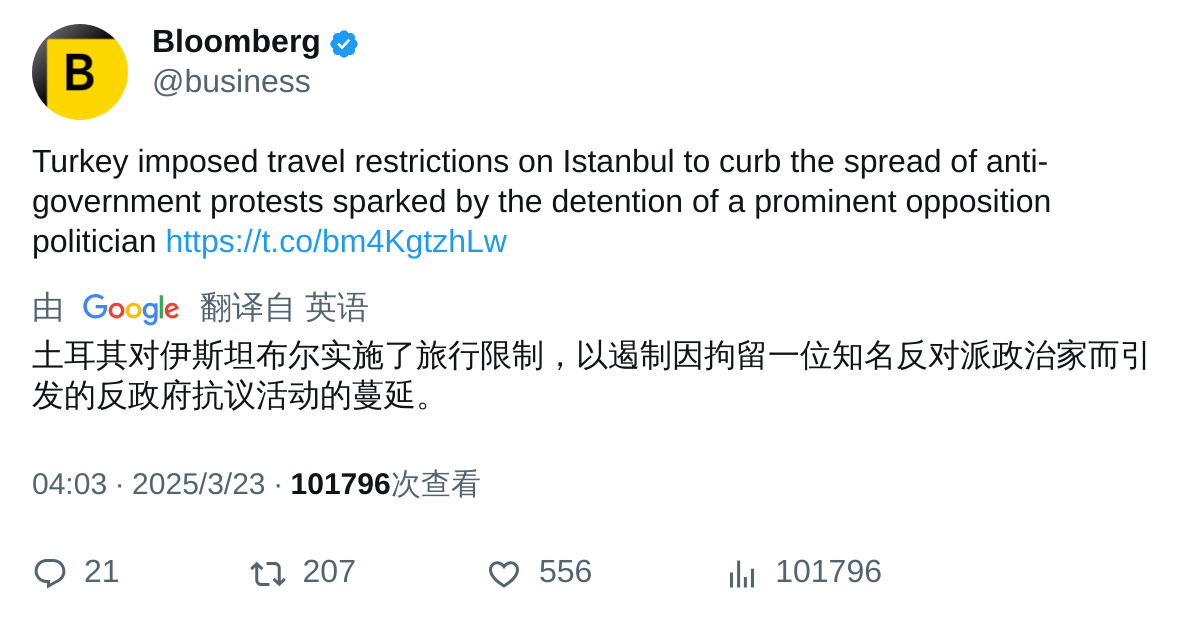 B
Bloomberg
@business
Turkey imposed travel restrictions on Istanbul to curb the spread of anti-
government protests sparked by the detention of a prominent opposition
politician https://t.co/bm4KgtzhLw
由 Google 翻译自 英语
土耳其对伊斯坦布尔实施了旅行限制，以遏制因拘留一位知名反对派政治家而引
发的反政府抗议活动的蔓延。
04:03 · 2025/3/23 · 101796次查看
21 207 556 101796